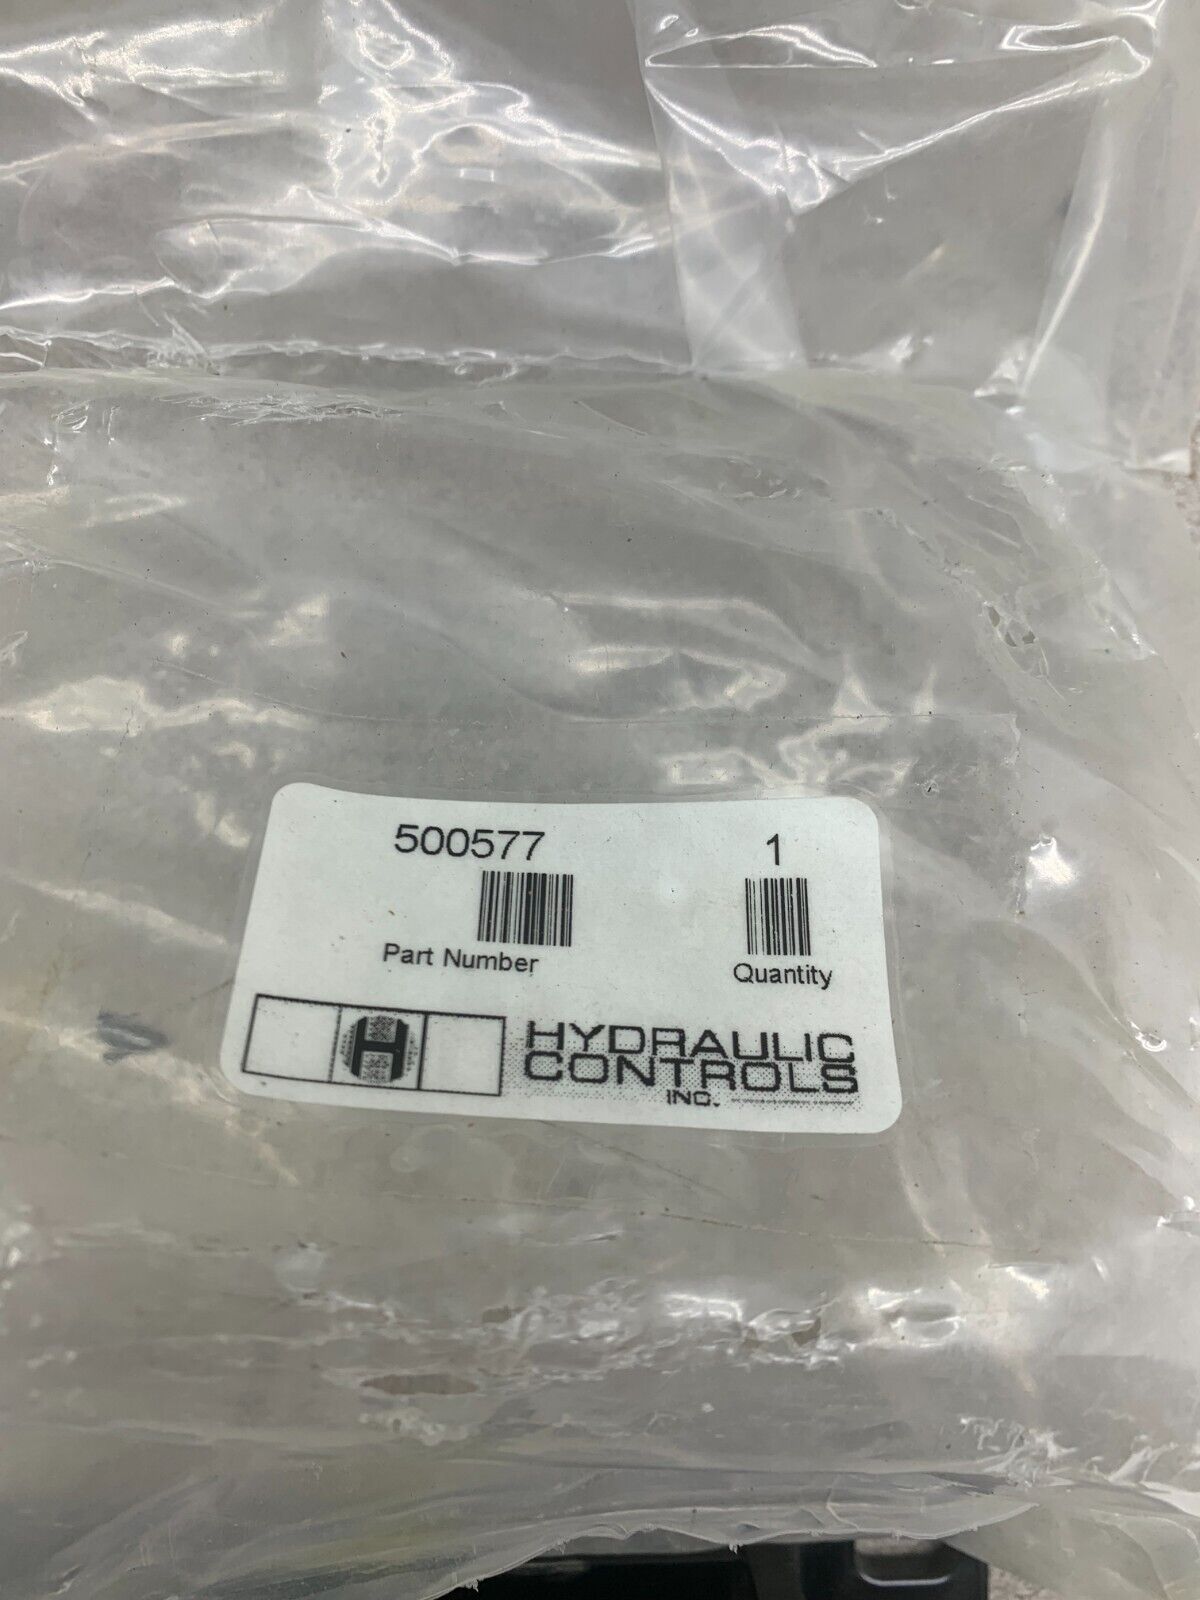 500577 1
Part Number Quantity
H HYDRAULIC
CONTROLS
INC.